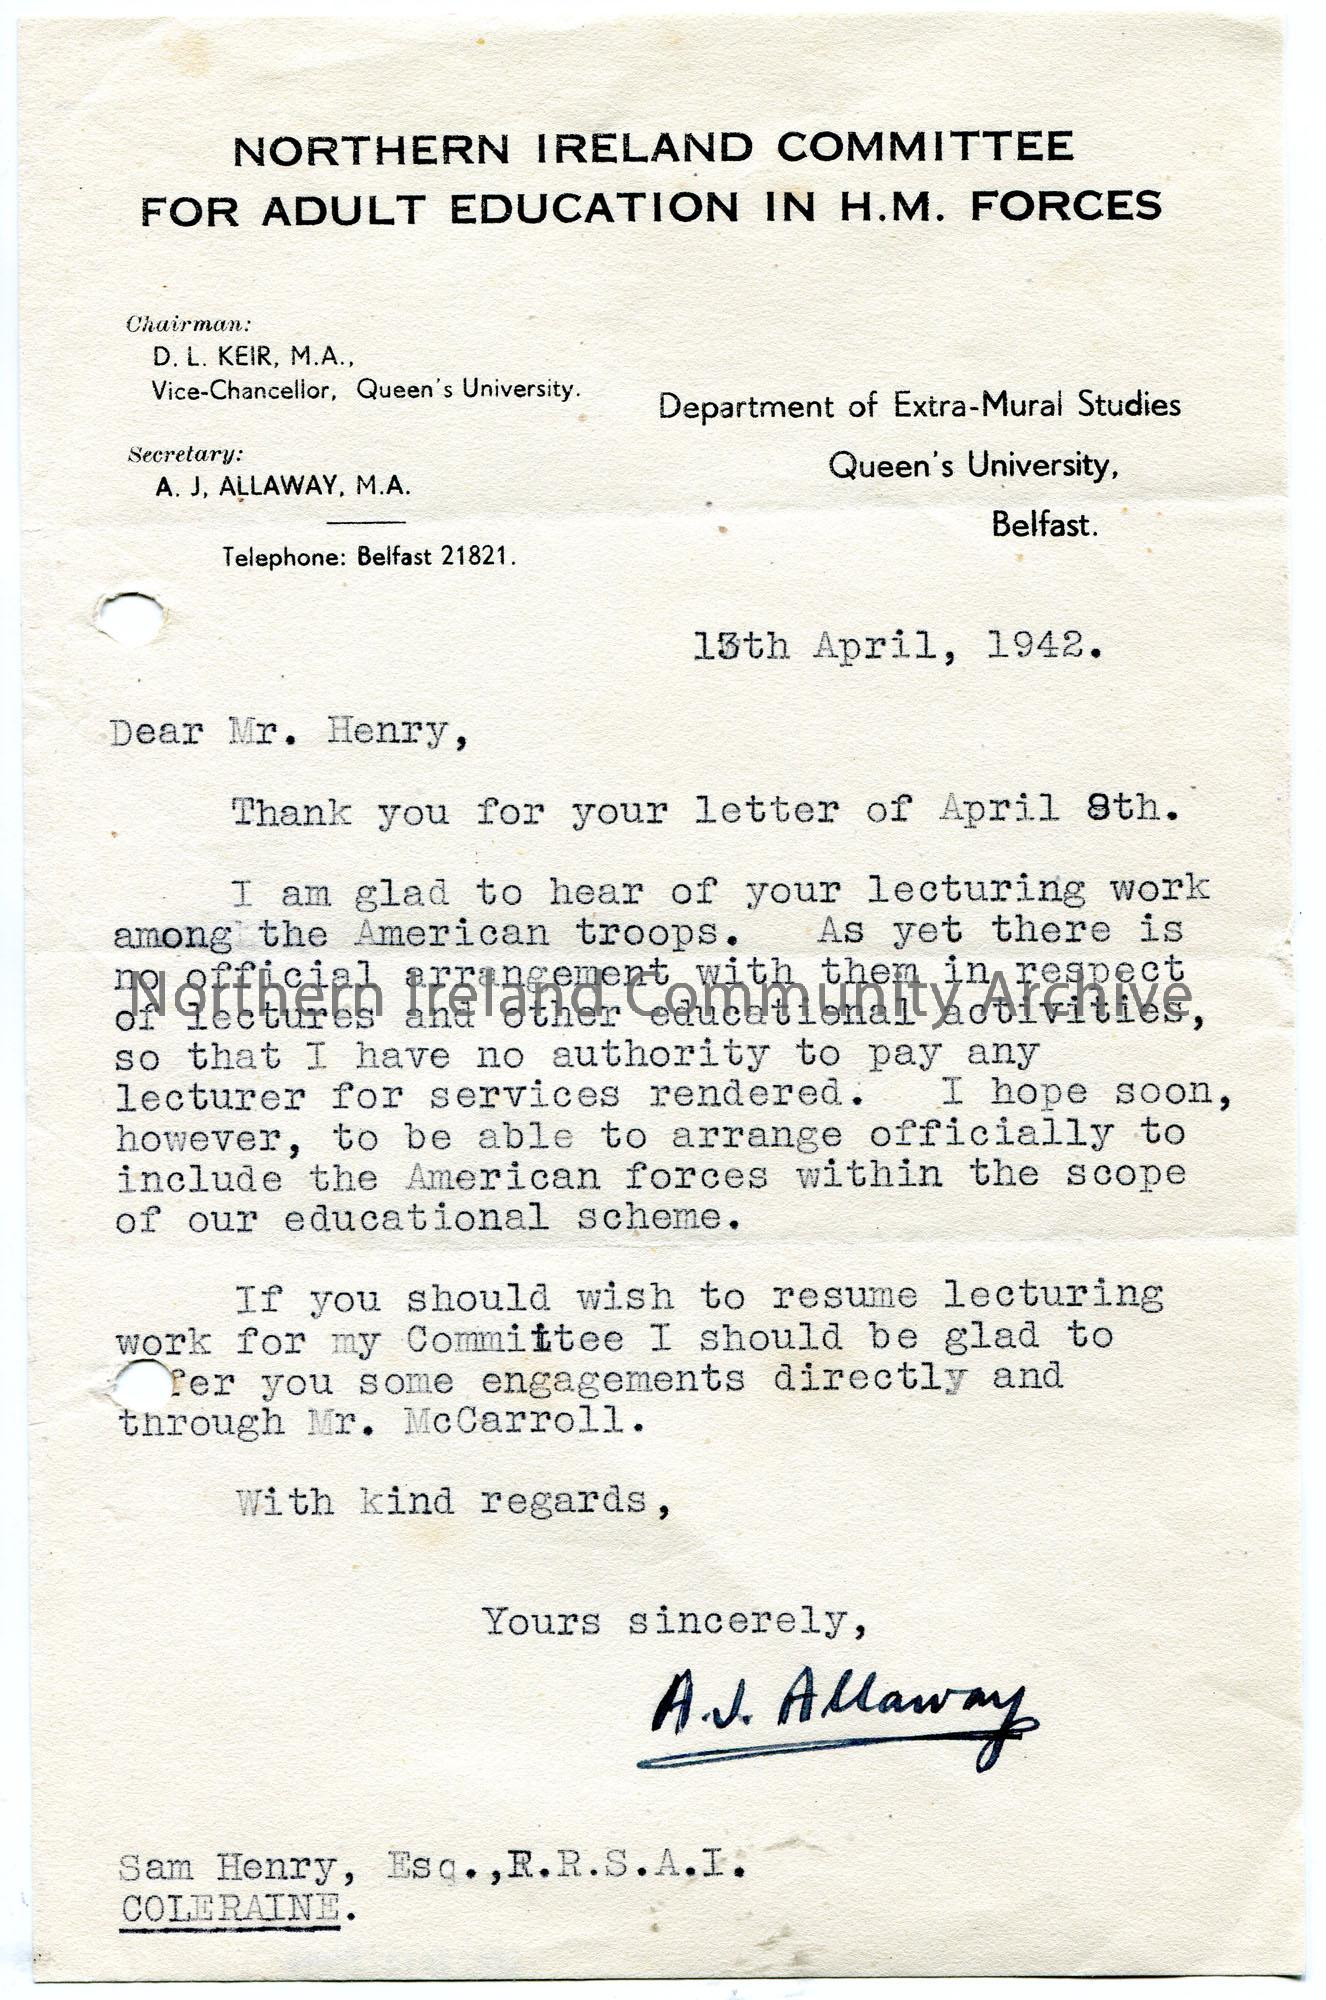 NORTHERN IRELAND COMMITTEE
FOR ADULT EDUCATION IN H.M. FORCES
Chairman:
D. L. KEIR, M.A.,
Vice-Chancellor, Queen's University.
Secretary:
A. J. ALLAWAY, M.A.
Telephone: Belfast 21821.
Department of Extra-Mural Studies
Queen's University,
Belfast.
April, 1942.
Dear Mr. Henry,
Thank you for your letter of April 8th.
I am glad to hear of your lecturing work
among the American troops. As yet there is
no official arrangement with them in respect
of lectures and other educational activities,
so that I have no authority to pay any
lecturer for services rendered. I hope soon,
however, to be able to arrange officially to
include the American forces within the scope
of our educational scheme.
If you should wish to resume lecturing
work for my Committee I should be glad to
fer you some engagements directly and
through Mr. McCarroll.
With kind regards,
Yours sincerely,
A.J. Allaway
Sam Henry, Esq.,F.R.S.A.I.
COLERAINE.
Northern Ireland Community Archive